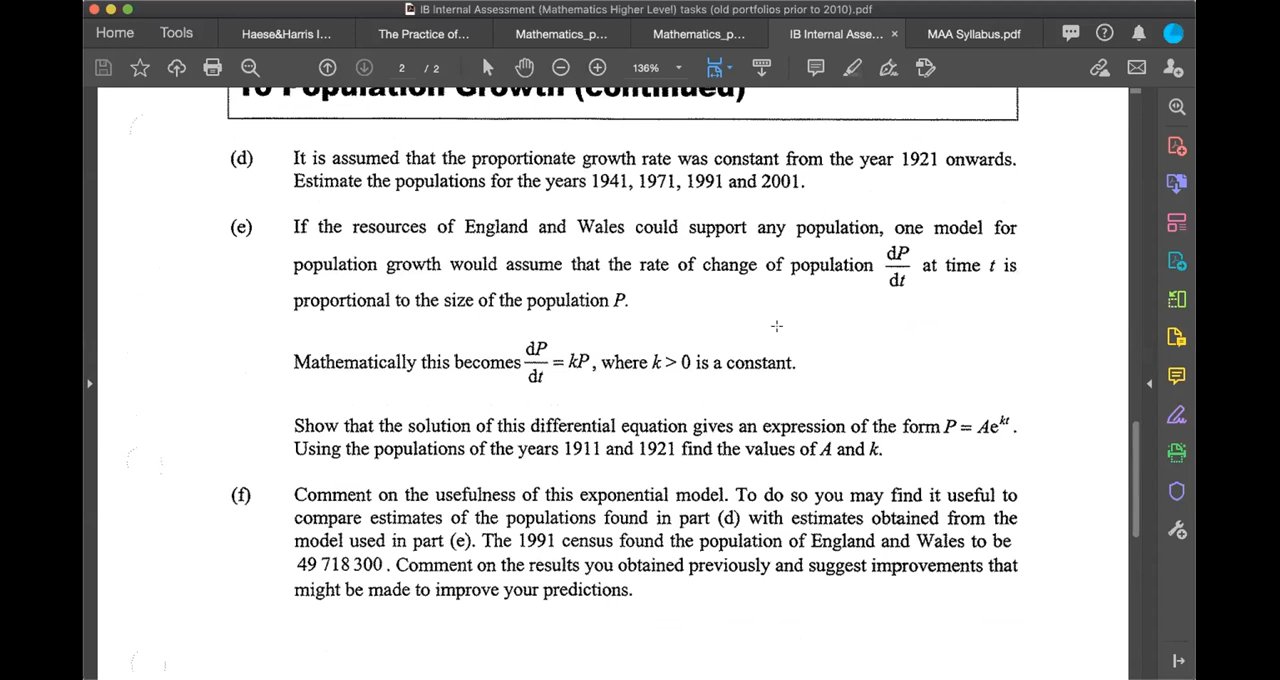 IB Internal Assessment (Mathematics Higher Level) tasks (old portfolios prior to 2010).pdf
Home Tools Haese&Harris I... The Practice of... Mathematics_p... Mathematics_p... IB Internal Asse... × MAA Syllabus.pdf
2 / 2 136%
To Population Growth (continued)
(d) It is assumed that the proportionate growth rate was constant from the year 1921 onwards.
Estimate the populations for the years 1941, 1971, 1991 and 2001.
(e) If the resources of England and Wales could support any population, one model for
population growth would assume that the rate of change of population dP/dt at time t is
proportional to the size of the population P.
Mathematically this becomes dP/dt = kP, where k > 0 is a constant.
Show that the solution of this differential equation gives an expression of the form P = Ae^kt.
Using the populations of the years 1911 and 1921 find the values of A and k.
(f) Comment on the usefulness of this exponential model. To do so you may find it useful to
compare estimates of the populations found in part (d) with estimates obtained from the
model used in part (e). The 1991 census found the population of England and Wales to be
49 718 300. Comment on the results you obtained previously and suggest improvements that
might be made to improve your predictions.